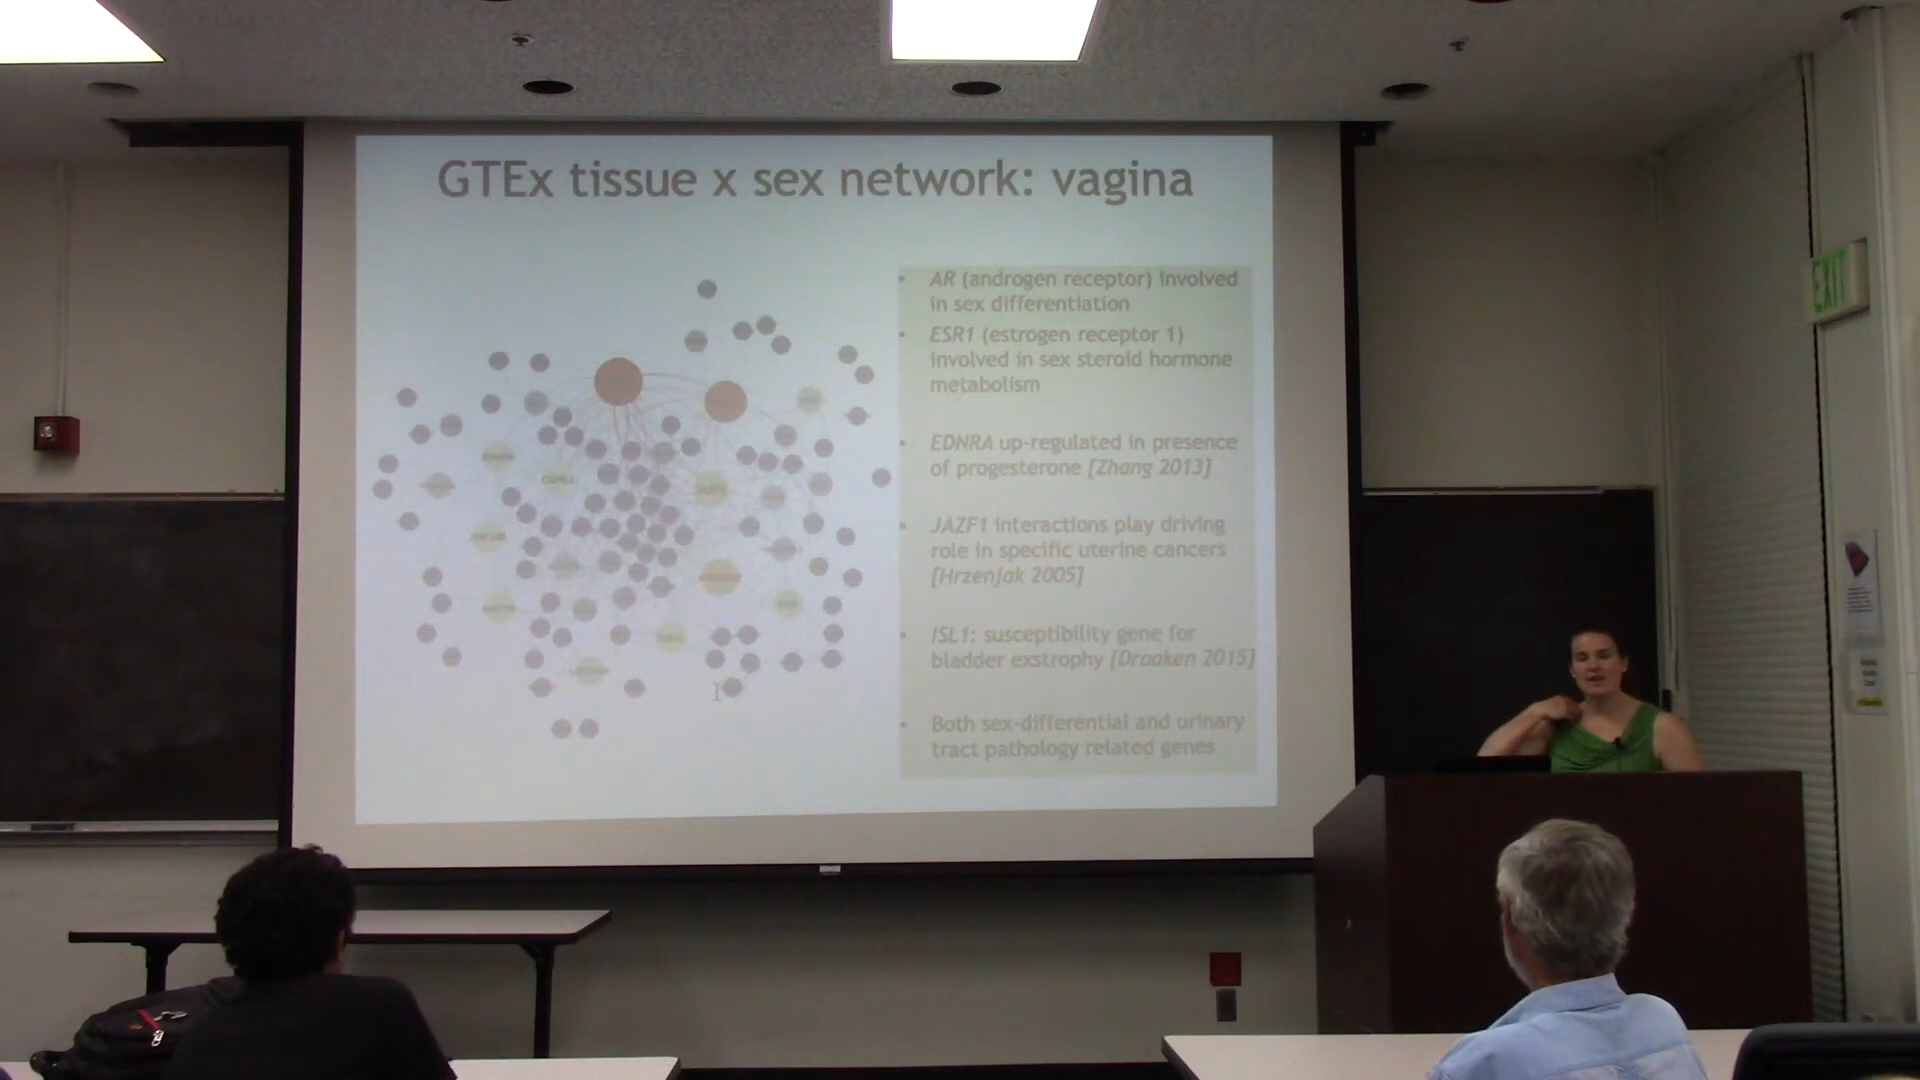 GTEx tissue x sex network: vagina
• AR (androgen receptor) involved
in sex differentiation
• ESR1 (estrogen receptor 1)
involved in sex steroid hormone
metabolism
• EDNRA up-regulated in presence
of progesterone [Zhang 2013]
• JAZF1 interactions play driving
role in specific uterine cancers
[Hrzenjak 2005]
• ISL1: susceptibility gene for
bladder exstrophy [Draaken 2015]
• Both sex-differential and urinary
tract pathology related genes
JAZF1
EXIT